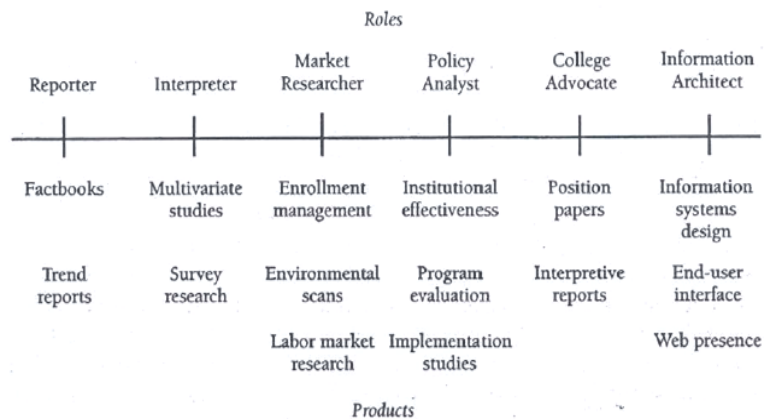 Roles
Reporter
Interpreter
Market
Researcher
Policy
Analyst
College
Advocate
Information
Architect
Factbooks
Multivariate
studies
Enrollment
management
Institutional
effectiveness
Position
papers
Information
systems
design
Trend
reports
Survey
research
Environmental
scans
Program
evaluation
Interpretive
reports
End-user
interface
Labor market
research
Implementation
studies
Web presence
Products